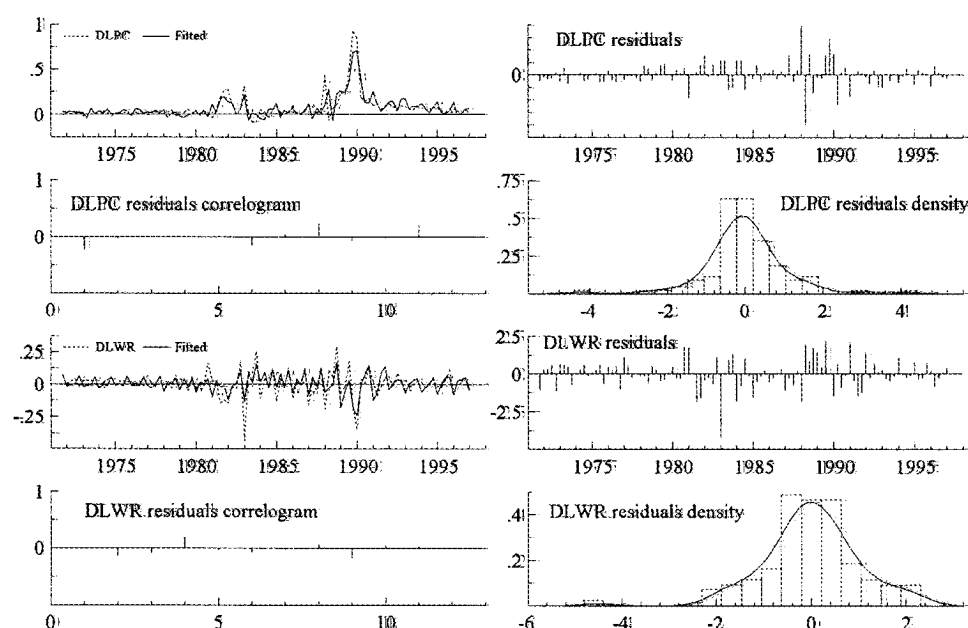 1
DLPC Fitted
.5
0
1975 1980 1985 1990 1995
DLPC residuals
0
1975 1980 1985 1990 1995
1
DLPC residuals correlogram
0
0 5 10
.75
DLPC residuals density
.5
.25
-4 -2 0 2 4
.25
DLWR Fitted
0
-.25
1975 1980 1985 1990 1995
2.5
DLWR residuals
0
-2.5
1975 1980 1985 1990 1995
1
DLWR residuals correlogram
0
0 5 10
.4
DLWR residuals density
.2
-6 -4 -2 0 2